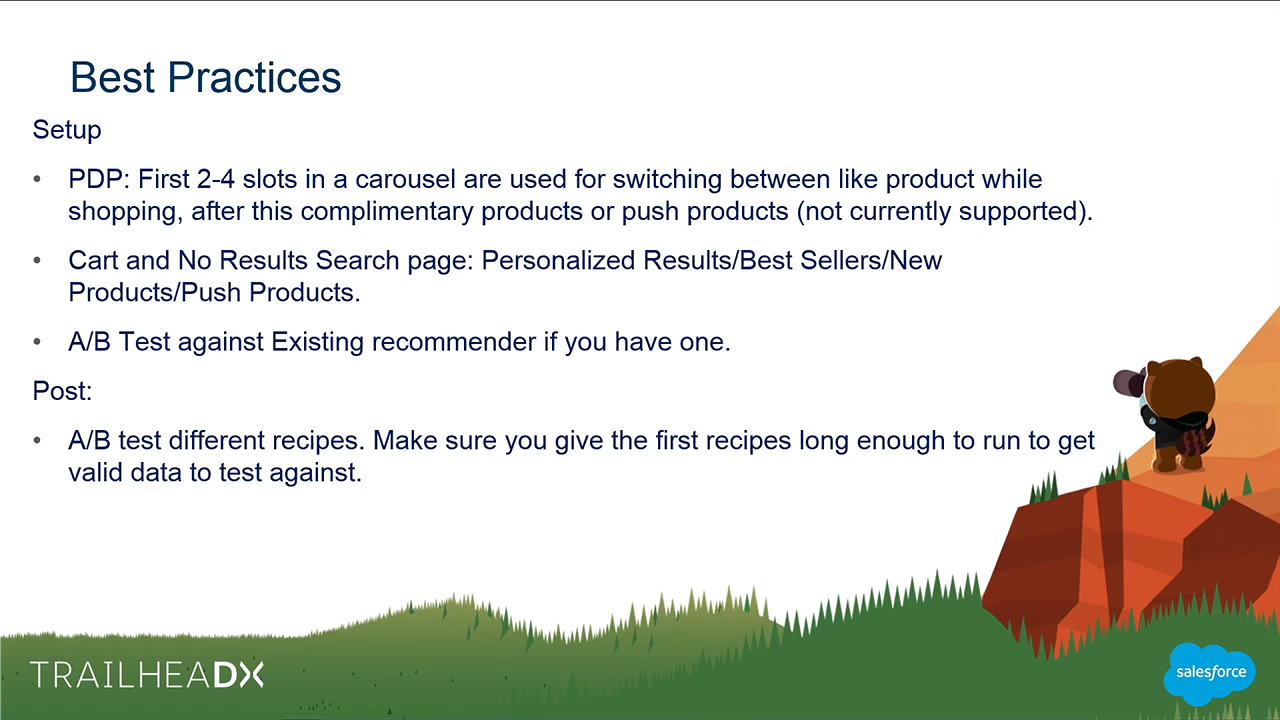 Best Practices
Setup
• PDP: First 2-4 slots in a carousel are used for switching between like product while
shopping, after this complimentary products or push products (not currently supported).
• Cart and No Results Search page: Personalized Results/Best Sellers/New
Products/Push Products.
• A/B Test against Existing recommender if you have one.
Post:
• A/B test different recipes. Make sure you give the first recipes long enough to run to get
valid data to test against.
TRAILHEADX
salesforce